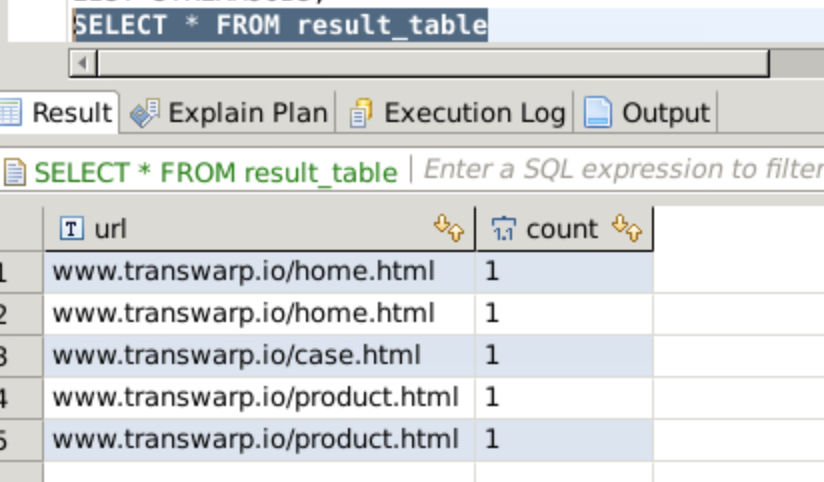 SELECT * FROM result_table
Result Explain Plan Execution Log Output
SELECT * FROM result_table Enter a SQL expression to filter
T url 1.1 count
1 www.transwarp.io/home.html 1
2 www.transwarp.io/home.html 1
3 www.transwarp.io/case.html 1
4 www.transwarp.io/product.html 1
5 www.transwarp.io/product.html 1